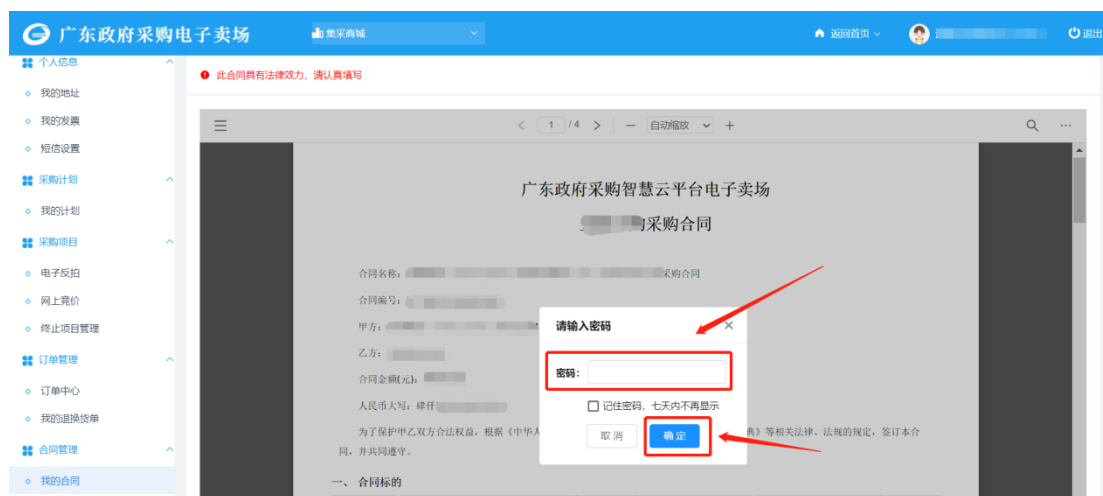 广东政府采购电子卖场
集采商城
返回首页
退出
个人信息
我的地址
我的发票
短信设置
采购计划
我的计划
采购项目
电子反拍
网上竞价
终止项目管理
订单管理
订单中心
我的退换货单
合同管理
我的合同
此合同具有法律效力，请认真填写
1 /4
自动缩放
广东政府采购智慧云平台电子卖场
采购合同
合同名称：采购合同
合同编号：
甲方：
乙方：
合同金额(元)：
人民币大写：肆仟
为了保护甲乙双方合法权益，根据《中华人
典》等相关法律、法规的规定，签订本合
同，并共同遵守。
一、 合同标的
请输入密码
密码：
记住密码，七天内不再显示
取消
确定